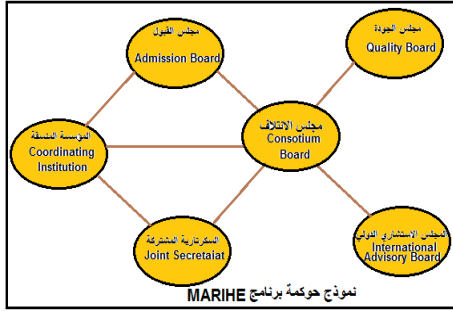 مجلس القبول
Admission Board
مجلس الجودة
Quality Board
المؤسسة المنسقة
Coordinating
Institution
مجلس الائتلاف
Consotium
Board
السكرتارية المشتركة
Joint Secretaiat
المجلس الاستشاري الدولي
International
Advisory Board
نموذج حوكمة برنامج MARIHE